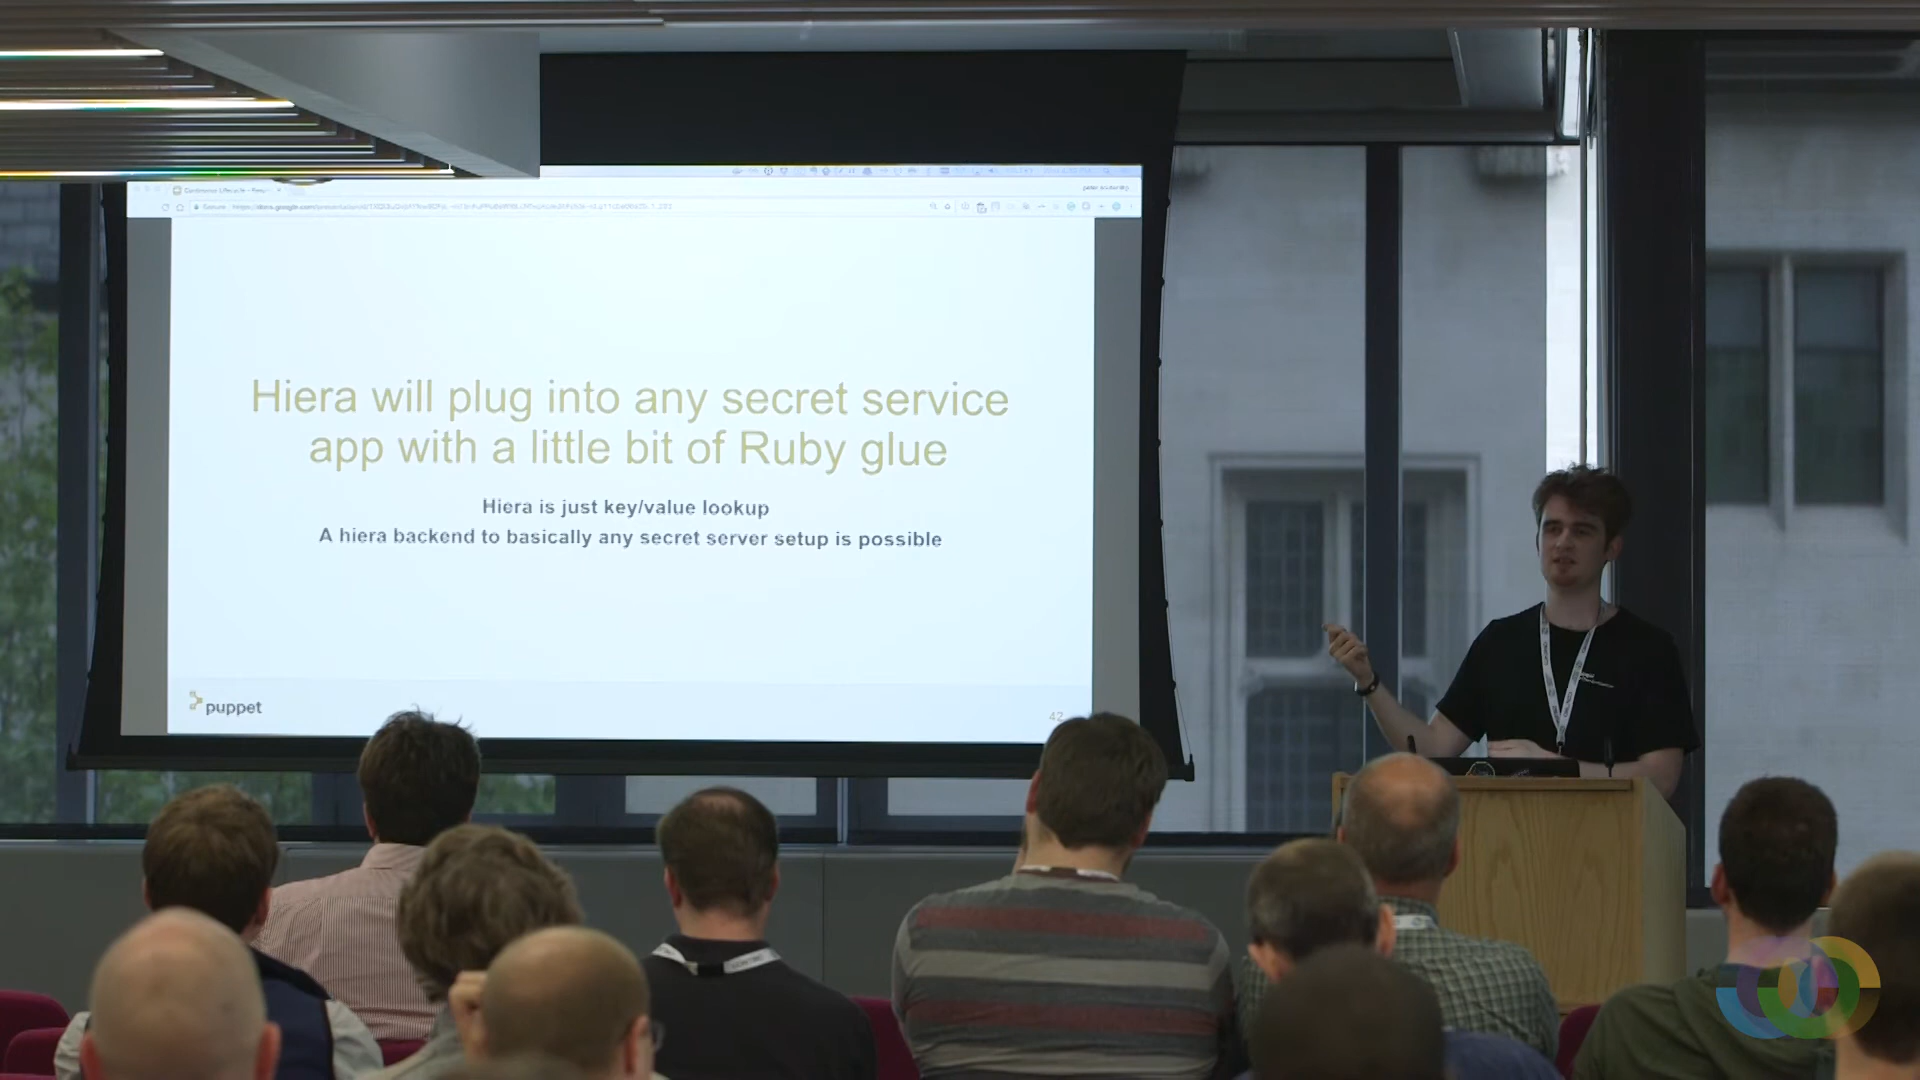 Hiera will plug into any secret service
app with a little bit of Ruby glue
Hiera is just key/value lookup
A hiera backend to basically any secret server setup is possible
puppet
42